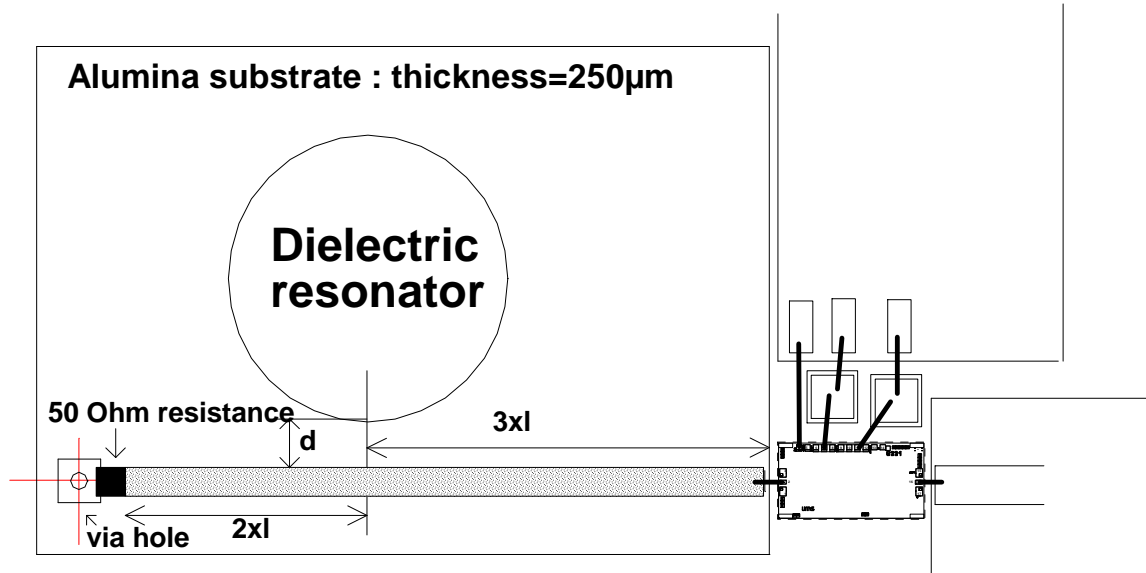 Alumina substrate : thickness=250µm
Dielectric
resonator
50 Ohm resistance
d
3xl
2xl
via hole